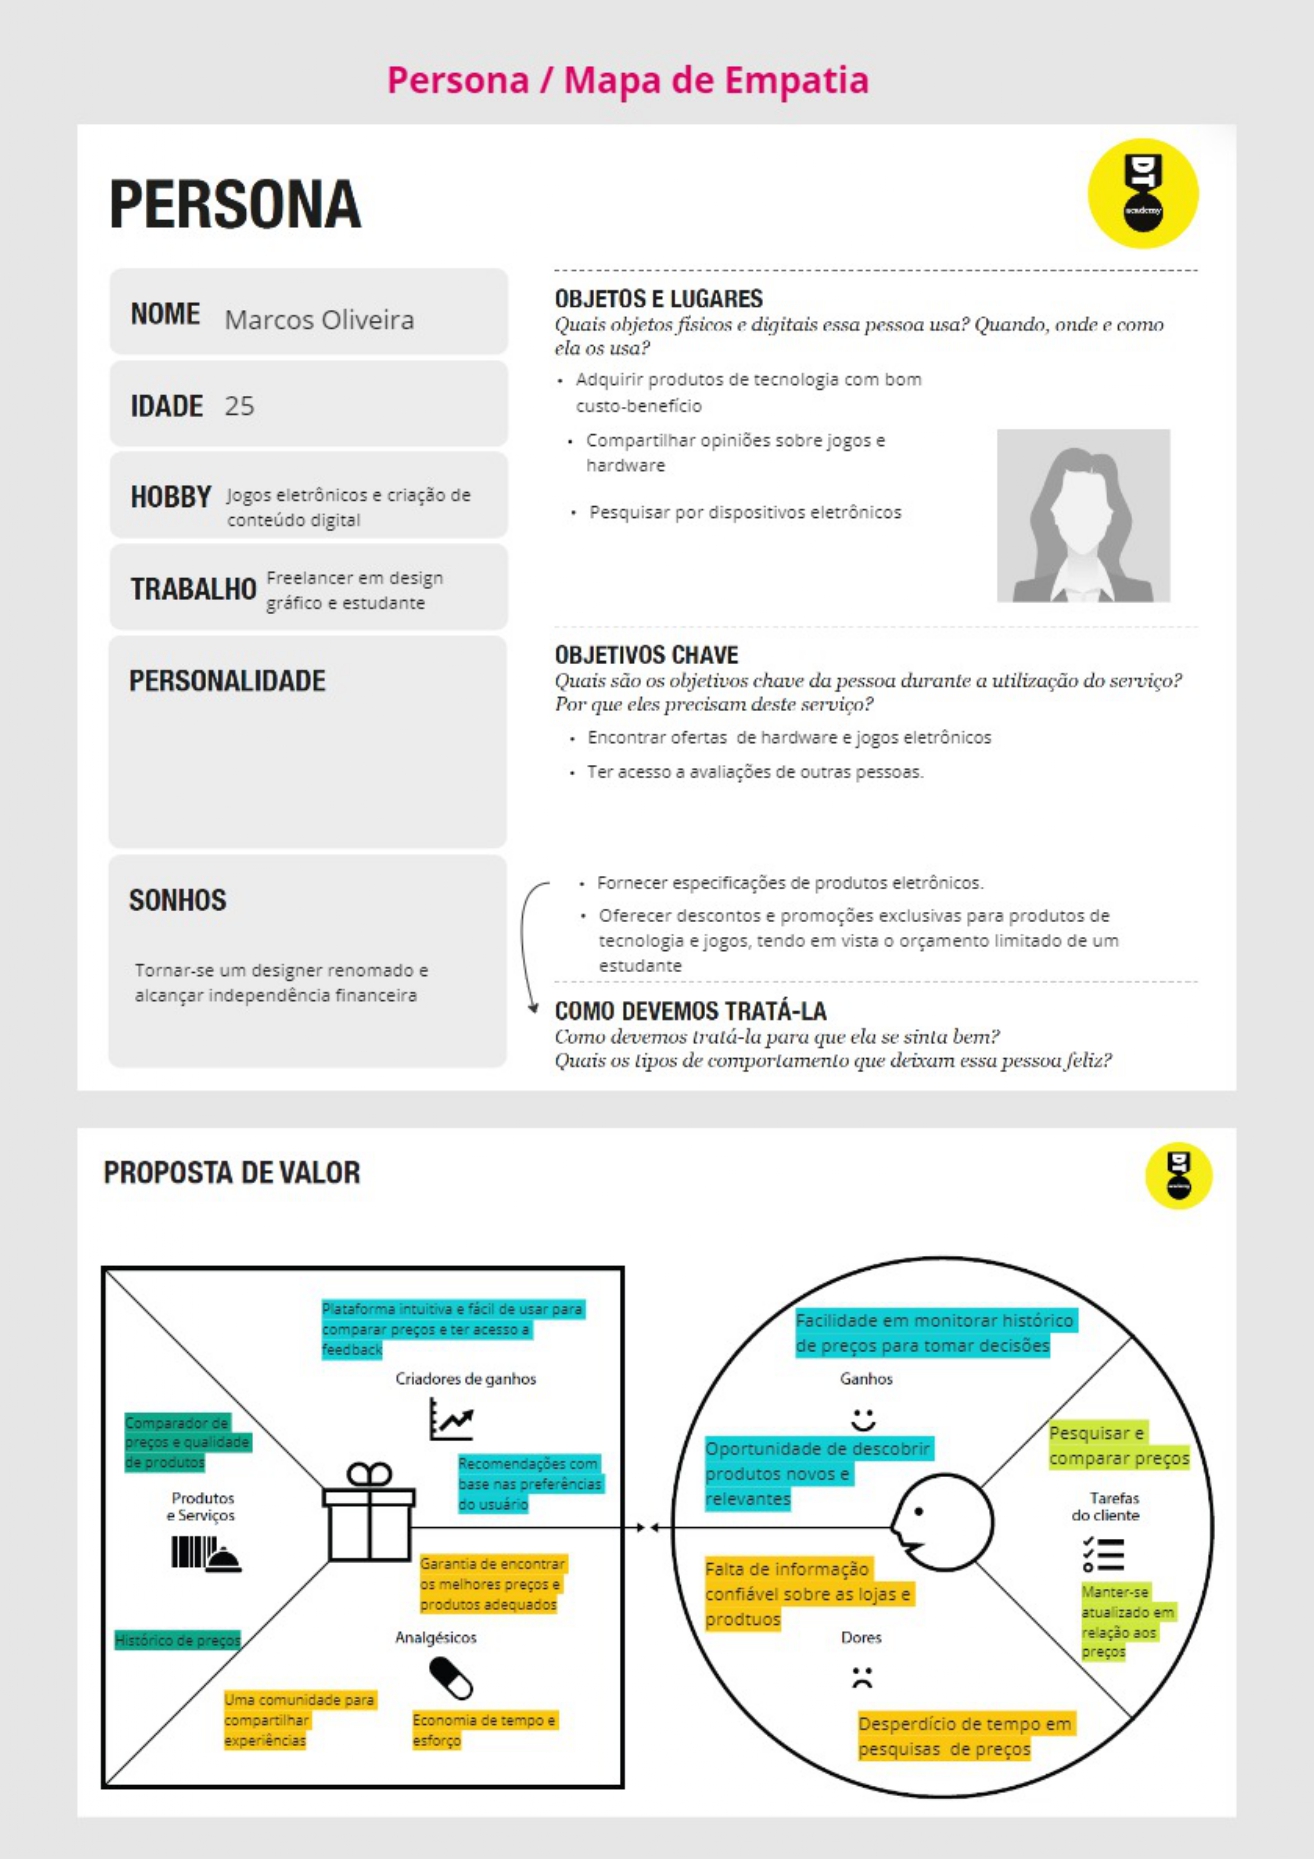 Persona / Mapa de Empatia
PERSONA
DT
academy
NOME Marcos Oliveira
IDADE 25
HOBBY Jogos eletrônicos e criação de
conteúdo digital
TRABALHO Freelancer em design
gráfico e estudante
PERSONALIDADE
SONHOS
Tornar-se um designer renomado e
alcançar independência financeira
OBJETOS E LUGARES
Quais objetos físicos e digitais essa pessoa usa? Quando, onde e como
ela os usa?
• Adquirir produtos de tecnologia com bom
custo-benefício
• Compartilhar opiniões sobre jogos e
hardware
• Pesquisar por dispositivos eletrônicos
OBJETIVOS CHAVE
Quais são os objetivos chave da pessoa durante a utilização do serviço?
Por que eles precisam deste serviço?
• Encontrar ofertas de hardware e jogos eletrônicos
• Ter acesso a avaliações de outras pessoas.
• Fornecer especificações de produtos eletrônicos.
• Oferecer descontos e promoções exclusivas para produtos de
tecnologia e jogos, tendo em vista o orçamento limitado de um
estudante
COMO DEVEMOS TRATÁ-LA
Como devemos tratá-la para que ela se sinta bem?
Quais os tipos de comportamento que deixam essa pessoa feliz?
PROPOSTA DE VALOR
DT
academy
Plataforma intuitiva e fácil de usar para
comparar preços e ter acesso a
feedback
Criadores de ganhos
Comparador de
preços e qualidade
de produtos
Recomendações com
base nas preferências
do usuário
Produtos
e Serviços
Garantia de encontrar
os melhores preços e
produtos adequados
Histórico de preços
Analgésicos
Uma comunidade para
compartilhar
experiências
Economia de tempo e
esforço
Facilidade em monitorar histórico
de preços para tomar decisões
Ganhos
Oportunidade de descobrir
produtos novos e
relevantes
Pesquisar e
comparar preços
Tarefas
do cliente
Falta de informação
confiável sobre as lojas e
prodtuos
Manter-se
atualizado em
relação aos
preços
Dores
Desperdício de tempo em
pesquisas de preços